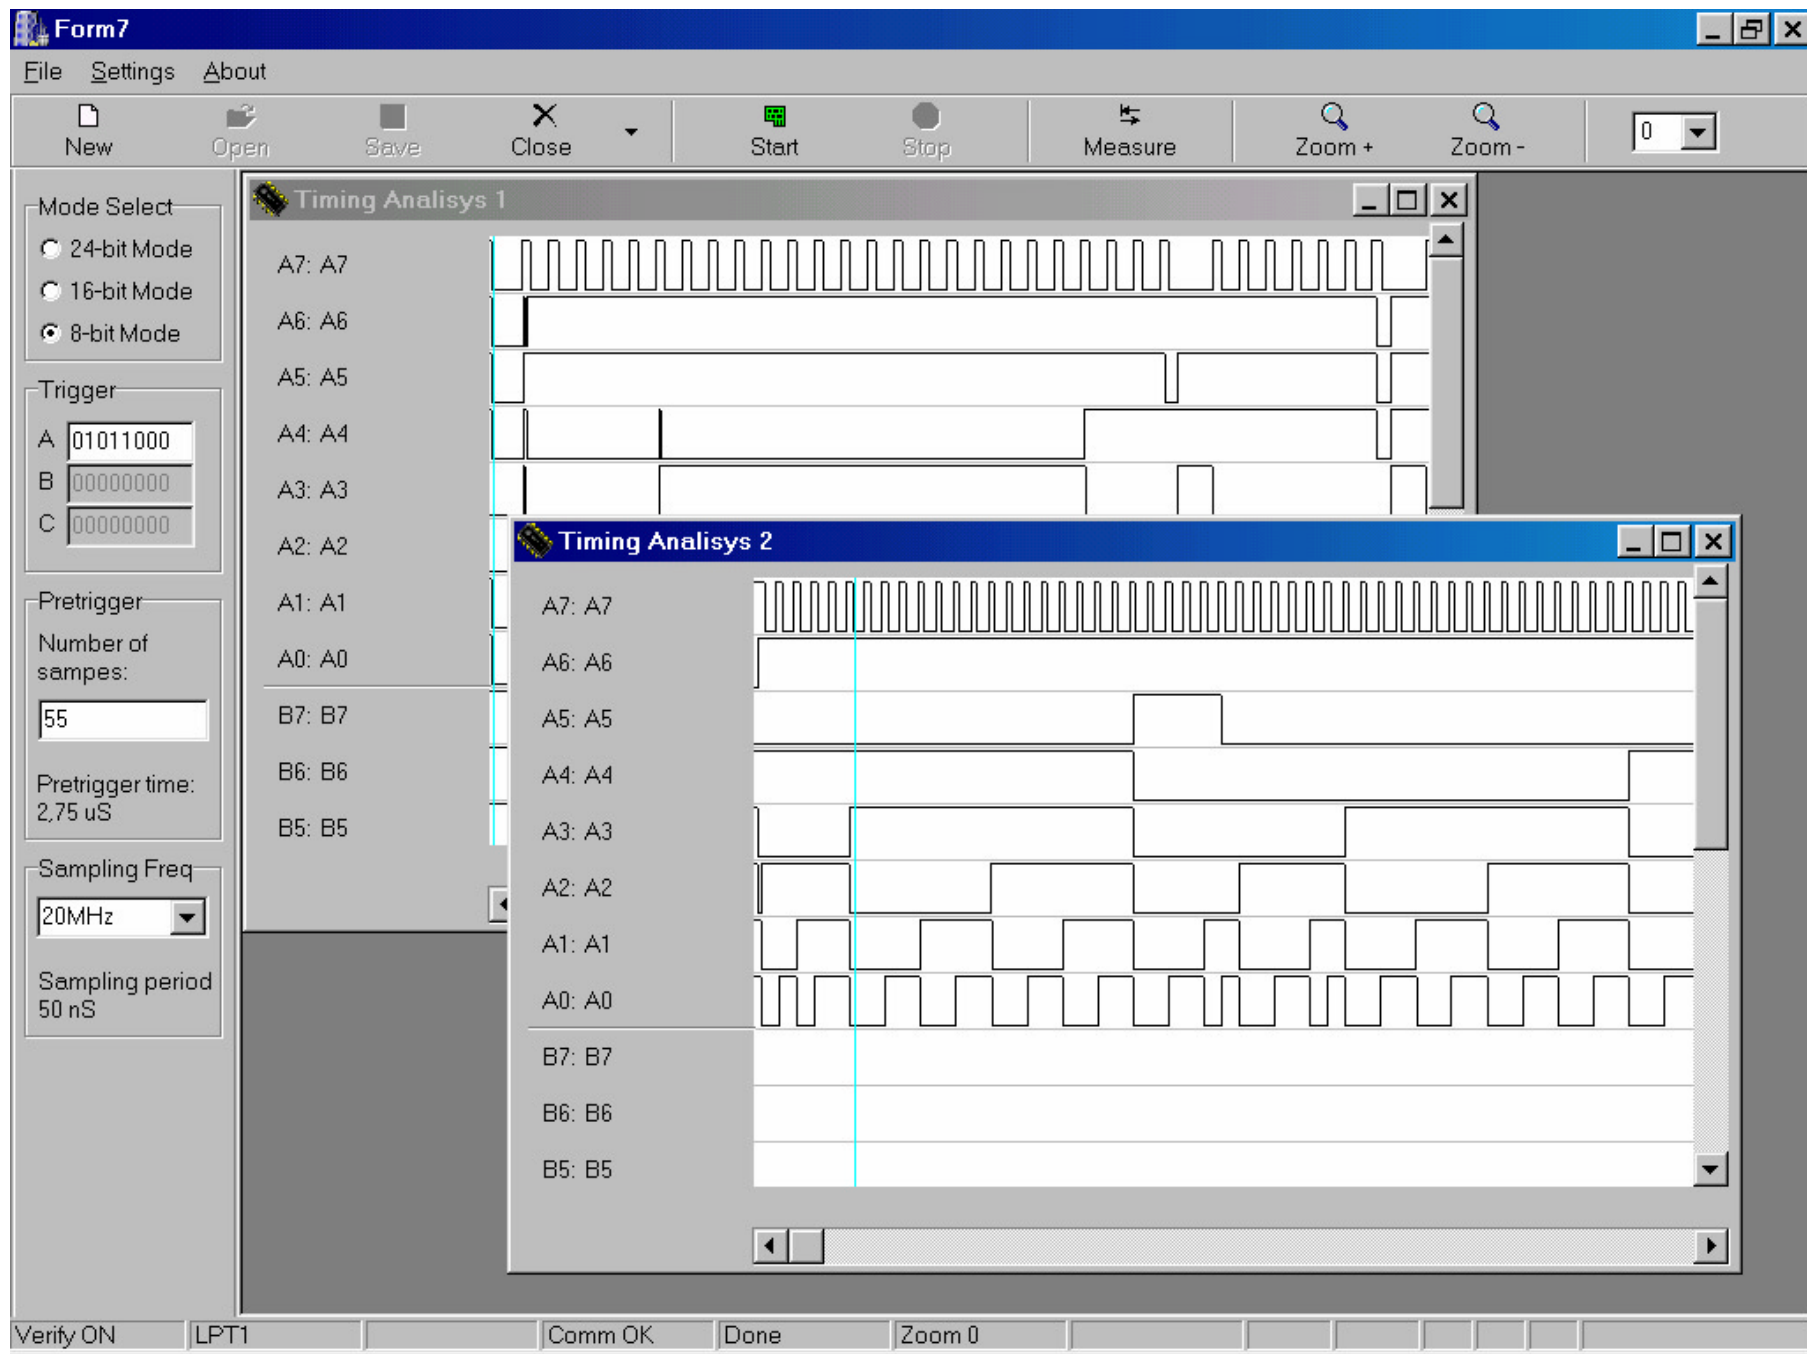 Form7
File Settings About
New Open Save Close Start Stop Measure Zoom + Zoom - 0
Mode Select
24-bit Mode
16-bit Mode
8-bit Mode
Trigger
A 01011000
B 00000000
C 00000000
Pretrigger
Number of
sampes:
55
Pretrigger time:
2,75 uS
Sampling Freq
20MHz
Sampling period
50 nS
Timing Analisys 1
A7: A7
A6: A6
A5: A5
A4: A4
A3: A3
A2: A2
A1: A1
A0: A0
B7: B7
B6: B6
B5: B5
Timing Analisys 2
A7: A7
A6: A6
A5: A5
A4: A4
A3: A3
A2: A2
A1: A1
A0: A0
B7: B7
B6: B6
B5: B5
Verify ON LPT1 Comm OK Done Zoom 0